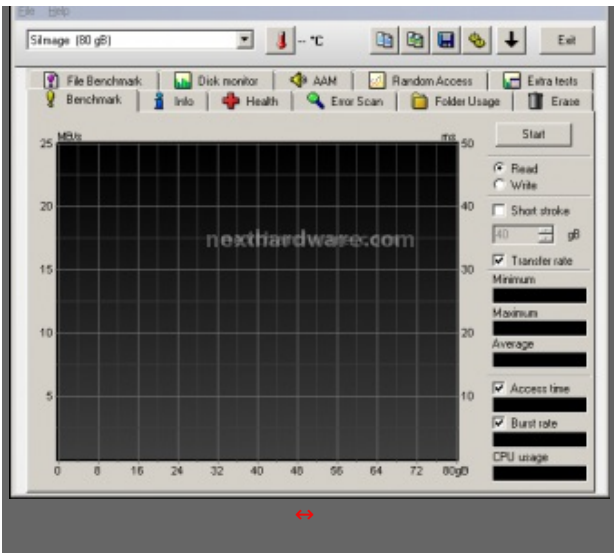 File Help
SiImage (80 gB) -- °C Exit
File Benchmark Disk monitor AAM Random Access Extra tests
Benchmark Info Health Error Scan Folder Usage Erase
MB/s ms Start
25 50
Read
Write
20 40 Short stroke
nexthardware.com 40 gB
Transfer rate
15 30
Minimum
Maximum
10 20
Average
5 10 Access time
Burst rate
CPU usage
0 8 16 24 32 40 48 56 64 72 80gB